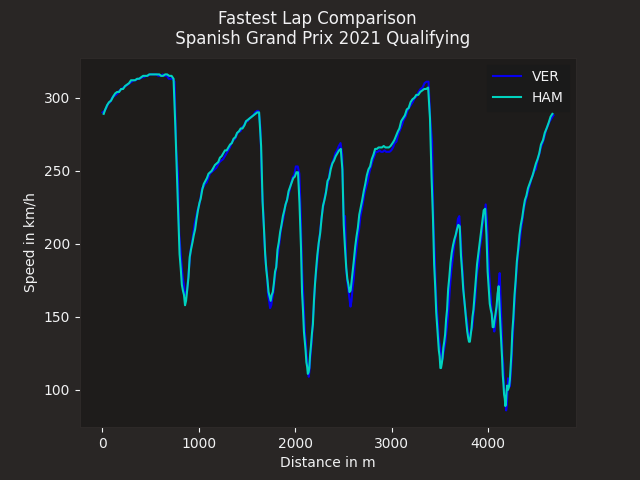 Fastest Lap Comparison
Spanish Grand Prix 2021 Qualifying
VER
HAM
300
250
200
150
100
Speed in km/h
0 1000 2000 3000 4000
Distance in m